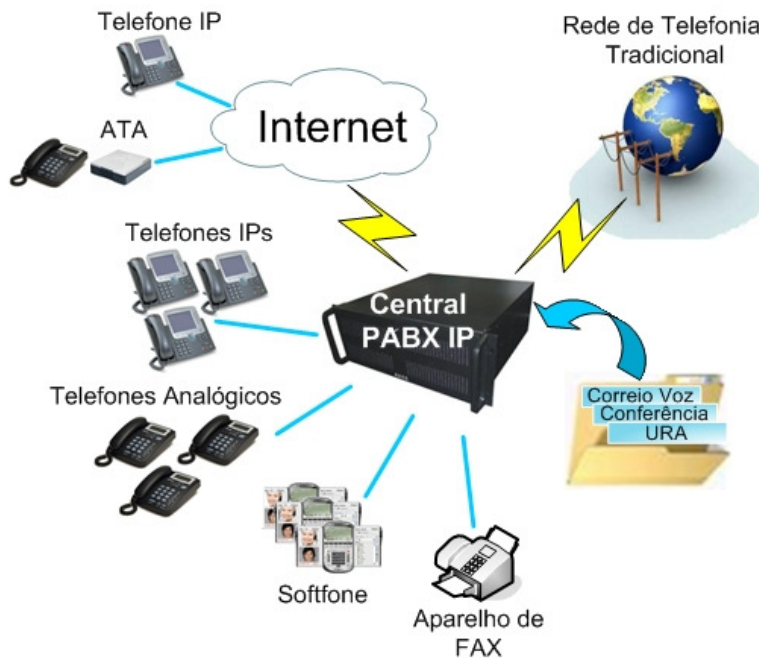 Telefone IP
Rede de Telefonia
Tradicional
ATA
Internet
Telefones IPs
Central
PABX IP
Telefones Analógicos
Correio Voz
Conferência
URA
Softfone
Aparelho de
FAX